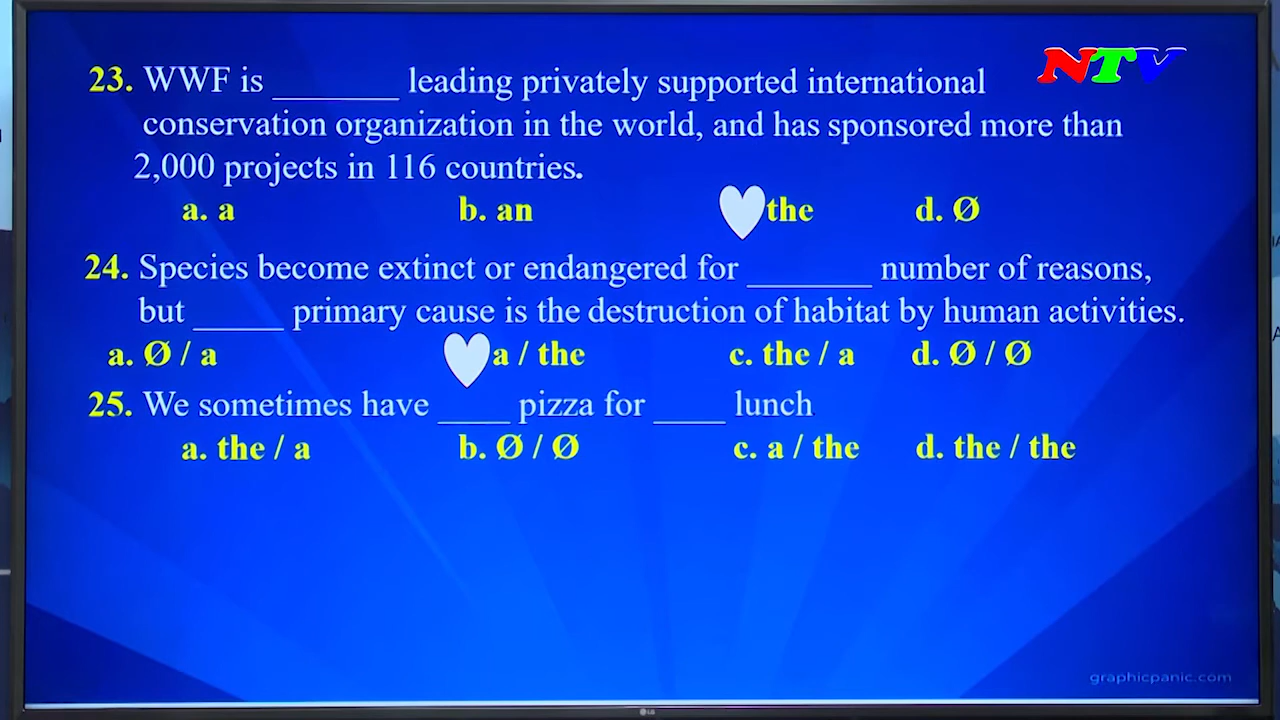 NTV
23. WWF is ________ leading privately supported international
conservation organization in the world, and has sponsored more than
2,000 projects in 116 countries.
a. a b. an the d. Ø
24. Species become extinct or endangered for ________ number of reasons,
but ______ primary cause is the destruction of habitat by human activities.
a. Ø / a a / the c. the / a d. Ø / Ø
25. We sometimes have _____ pizza for _____ lunch
a. the / a b. Ø / Ø c. a / the d. the / the
graphicpanic.com
LG